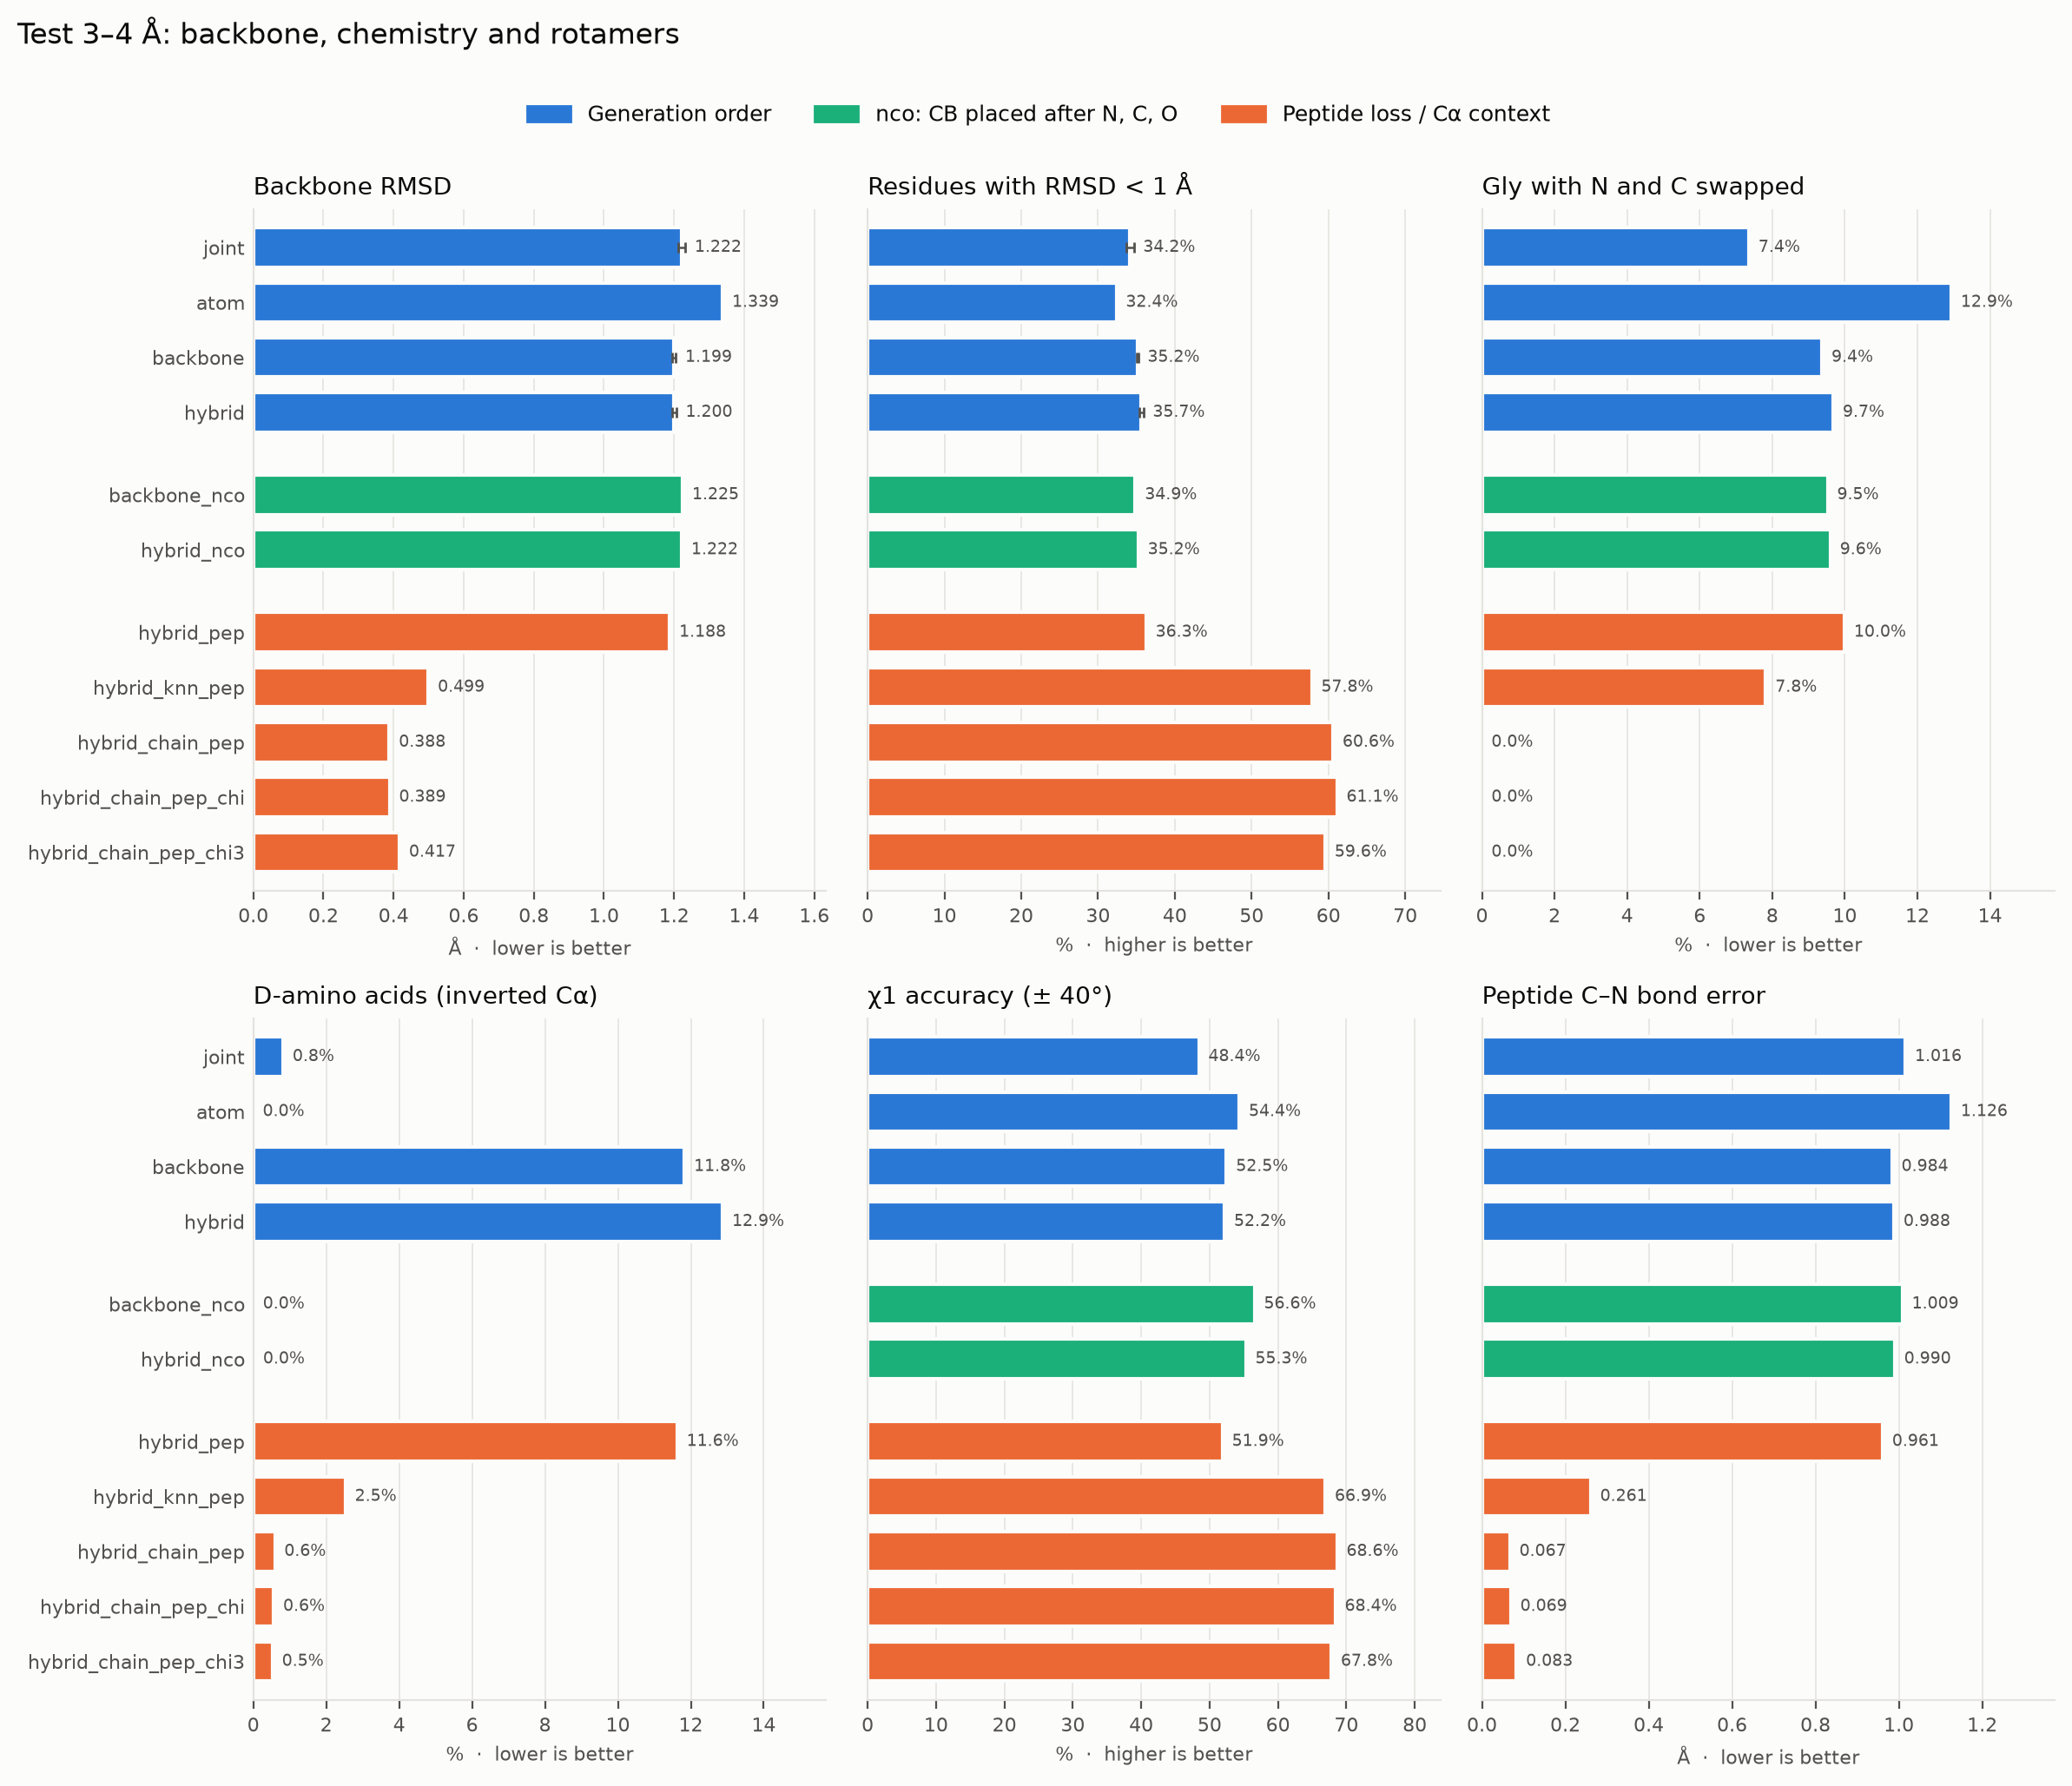 Test 3–4 Å: backbone, chemistry and rotamers
Generation order
nco: CB placed after N, C, O
Peptide loss / Cα context
Backbone RMSD
joint 1.222
atom 1.339
backbone 1.199
hybrid 1.200
backbone_nco 1.225
hybrid_nco 1.222
hybrid_pep 1.188
hybrid_knn_pep 0.499
hybrid_chain_pep 0.388
hybrid_chain_pep_chi 0.389
hybrid_chain_pep_chi3 0.417
0.0 0.2 0.4 0.6 0.8 1.0 1.2 1.4 1.6
Å · lower is better
Residues with RMSD < 1 Å
34.2%
32.4%
35.2%
35.7%
34.9%
35.2%
36.3%
57.8%
60.6%
61.1%
59.6%
0 10 20 30 40 50 60 70
% · higher is better
Gly with N and C swapped
7.4%
12.9%
9.4%
9.7%
9.5%
9.6%
10.0%
7.8%
0.0%
0.0%
0.0%
0 2 4 6 8 10 12 14
% · lower is better
D-amino acids (inverted Cα)
joint 0.8%
atom 0.0%
backbone 11.8%
hybrid 12.9%
backbone_nco 0.0%
hybrid_nco 0.0%
hybrid_pep 11.6%
hybrid_knn_pep 2.5%
hybrid_chain_pep 0.6%
hybrid_chain_pep_chi 0.6%
hybrid_chain_pep_chi3 0.5%
0 2 4 6 8 10 12 14
% · lower is better
χ1 accuracy (± 40°)
48.4%
54.4%
52.5%
52.2%
56.6%
55.3%
51.9%
66.9%
68.6%
68.4%
67.8%
0 10 20 30 40 50 60 70 80
% · higher is better
Peptide C–N bond error
1.016
1.126
0.984
0.988
1.009
0.990
0.961
0.261
0.067
0.069
0.083
0.0 0.2 0.4 0.6 0.8 1.0 1.2
Å · lower is better